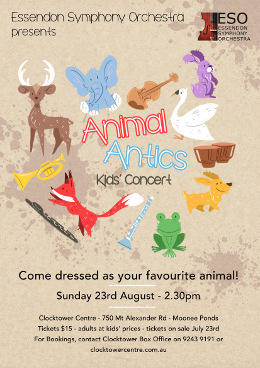 Essendon Symphony Orchestra
presents
ESO
ESSENDON
SYMPHONY
ORCHESTRA
Animal
Antics
Kids' Concert
Come dressed as your favourite animal!
Sunday 23rd August - 2.30pm
Clocktower Centre - 750 Mt Alexander Rd - Moonee Ponds
Tickets $15 - adults at kids' prices - tickets on sale July 23rd
For Bookings, contact Clocktower Box Office on 9243 9191 or
clocktowercentre.com.au